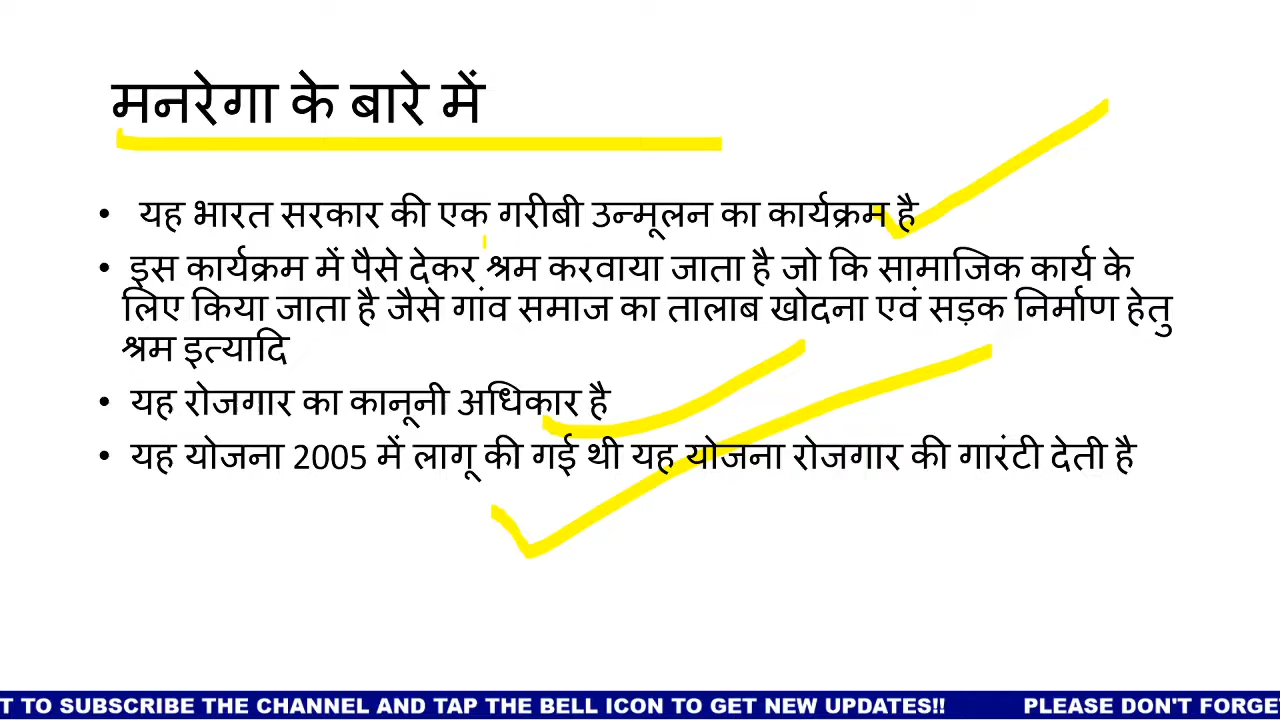 मनरेगा के बारे में
• यह भारत सरकार की एक गरीबी उन्मूलन का कार्यक्रम है
• इस कार्यक्रम में पैसे देकर श्रम करवाया जाता है जो कि सामाजिक कार्य के
लिए किया जाता है जैसे गांव समाज का तालाब खोदना एवं सड़क निर्माण हेतु
श्रम इत्यादि
• यह रोजगार का कानूनी अधिकार है
• यह योजना 2005 में लागू की गई थी यह योजना रोजगार की गारंटी देती है
T TO SUBSCRIBE THE CHANNEL AND TAP THE BELL ICON TO GET NEW UPDATES!! PLEASE DON'T FORGE